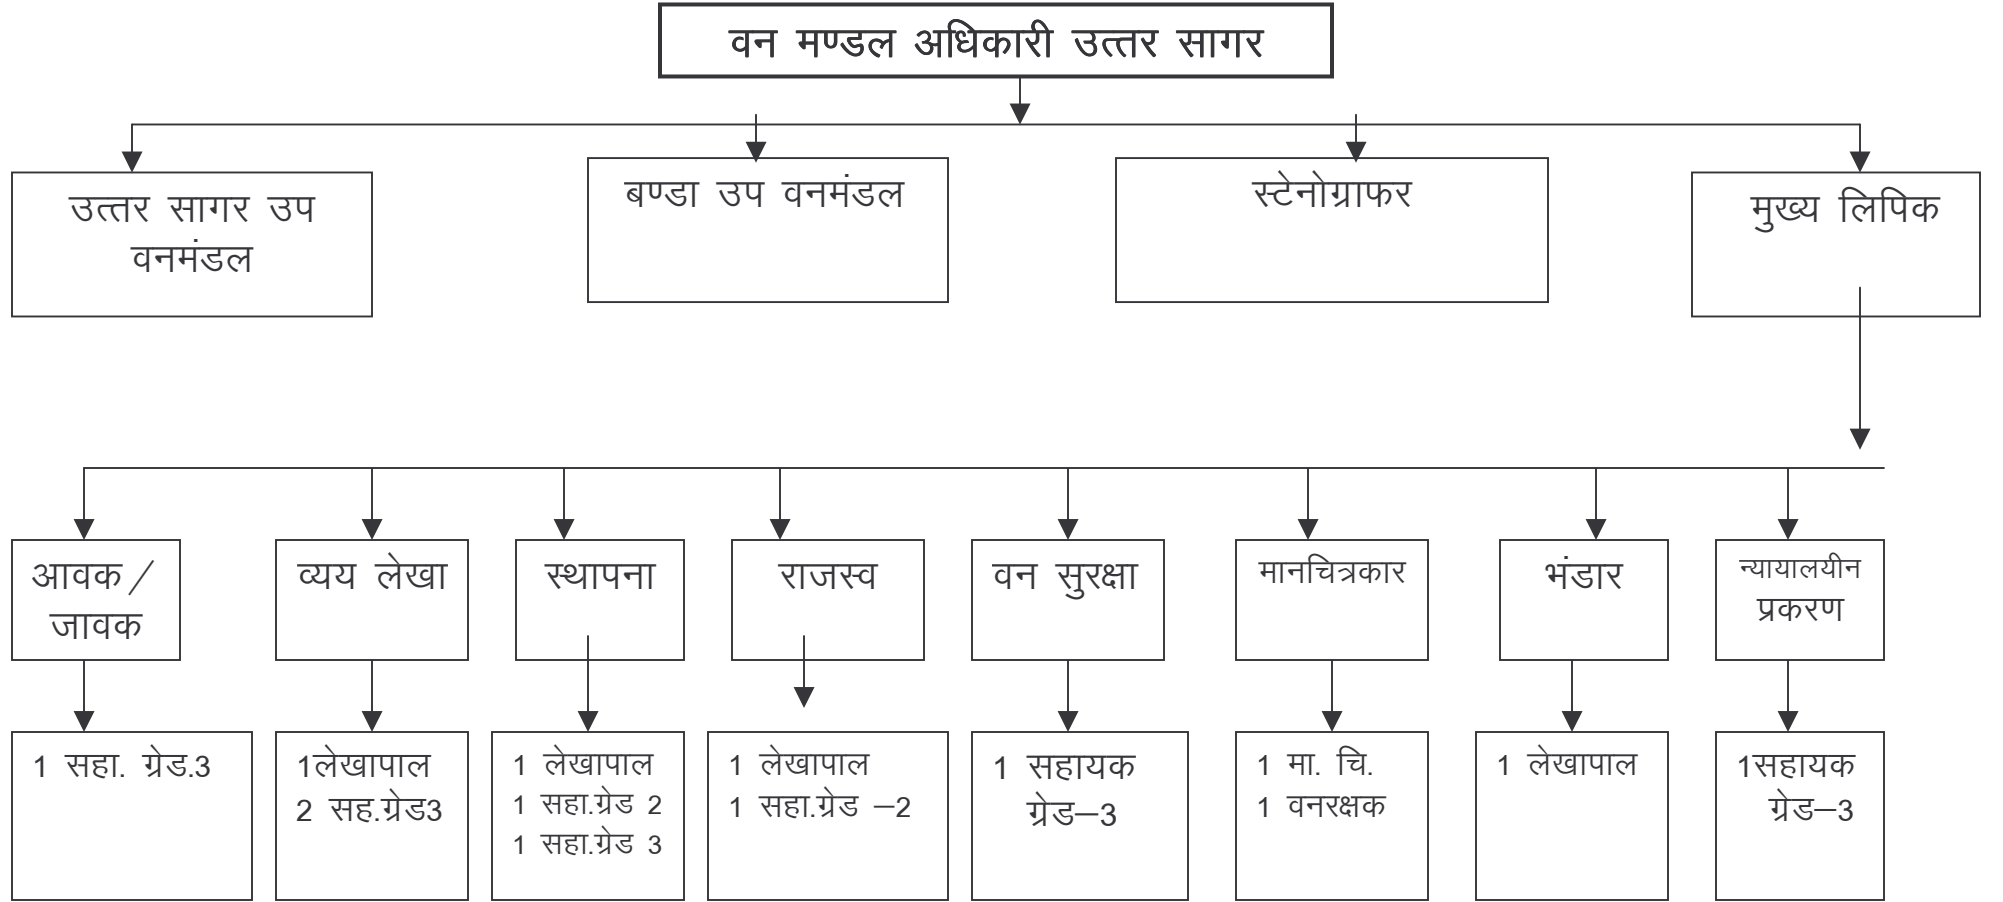 वन मण्डल अधिकारी उत्तर सागर
उत्तर सागर उप
वनमंडल
बण्डा उप वनमंडल
स्टेनोग्राफर
मुख्य लिपिक
आवक /
जावक
व्यय लेखा
स्थापना
राजस्व
वन सुरक्षा
मानचित्रकार
भंडार
न्यायालयीन
प्रकरण
1 सहा. ग्रेड.3
1लेखापाल
2 सह.ग्रेड3
1 लेखापाल
1 सहा.ग्रेड 2
1 सहा.ग्रेड 3
1 लेखापाल
1 सहा.ग्रेड –2
1 सहायक
ग्रेड–3
1 मा. चि.
1 वनरक्षक
1 लेखापाल
1सहायक
ग्रेड–3